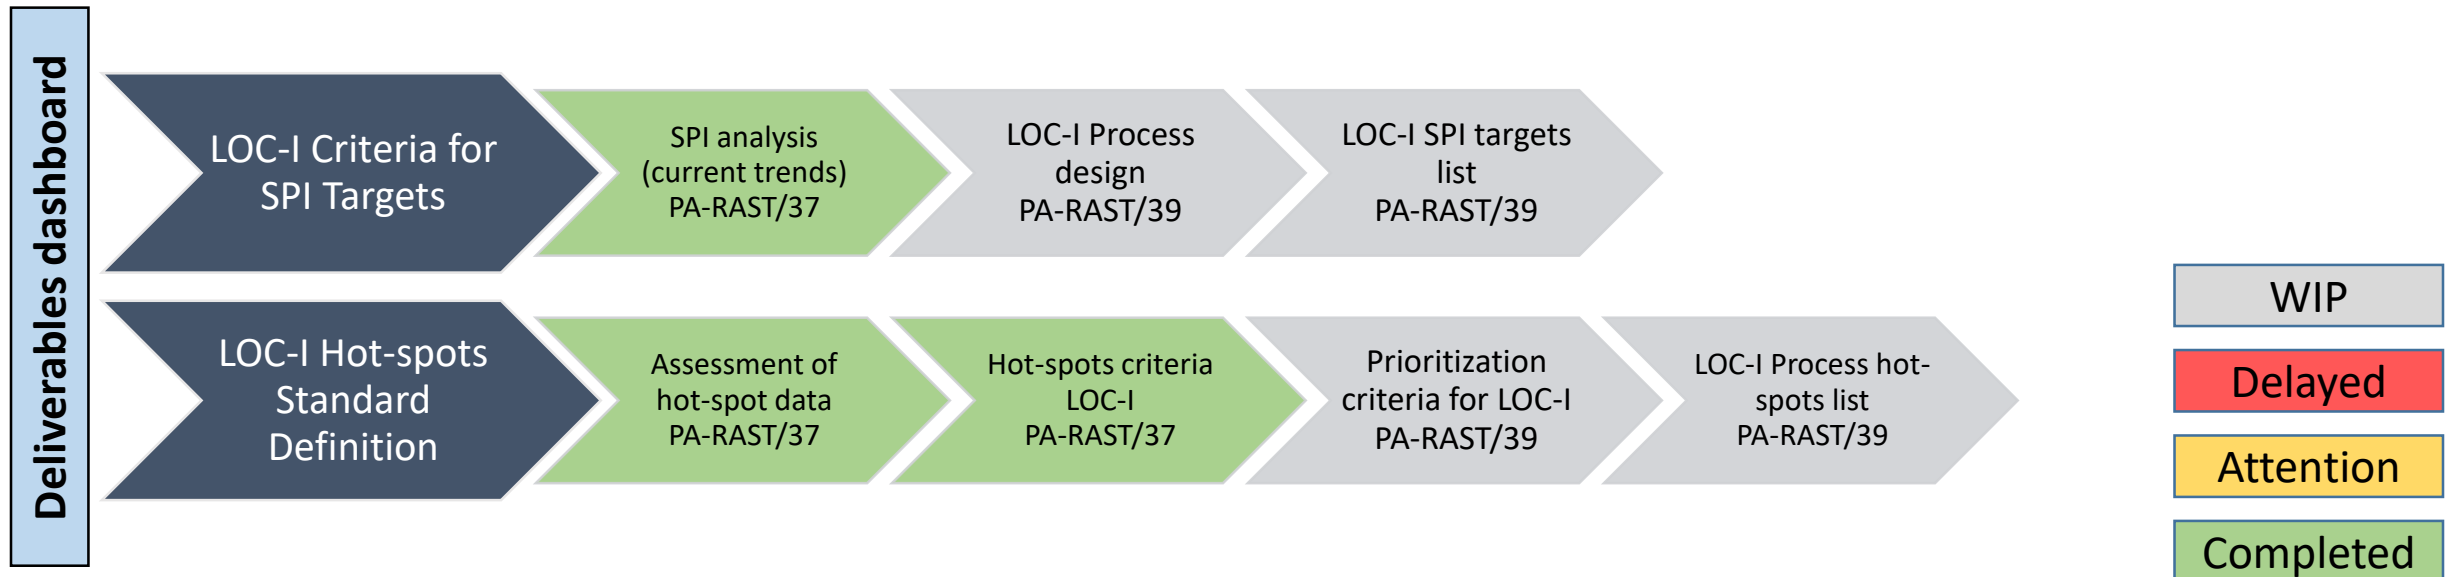 Deliverables dashboard
LOC-I Criteria for
SPI Targets
SPI analysis
(current trends)
PA-RAST/37
LOC-I Process
design
PA-RAST/39
LOC-I SPI targets
list
PA-RAST/39
LOC-I Hot-spots
Standard
Definition
Assessment of
hot-spot data
PA-RAST/37
Hot-spots criteria
LOC-I
PA-RAST/37
Prioritization
criteria for LOC-I
PA-RAST/39
LOC-I Process hot-
spots list
PA-RAST/39
WIP
Delayed
Attention
Completed